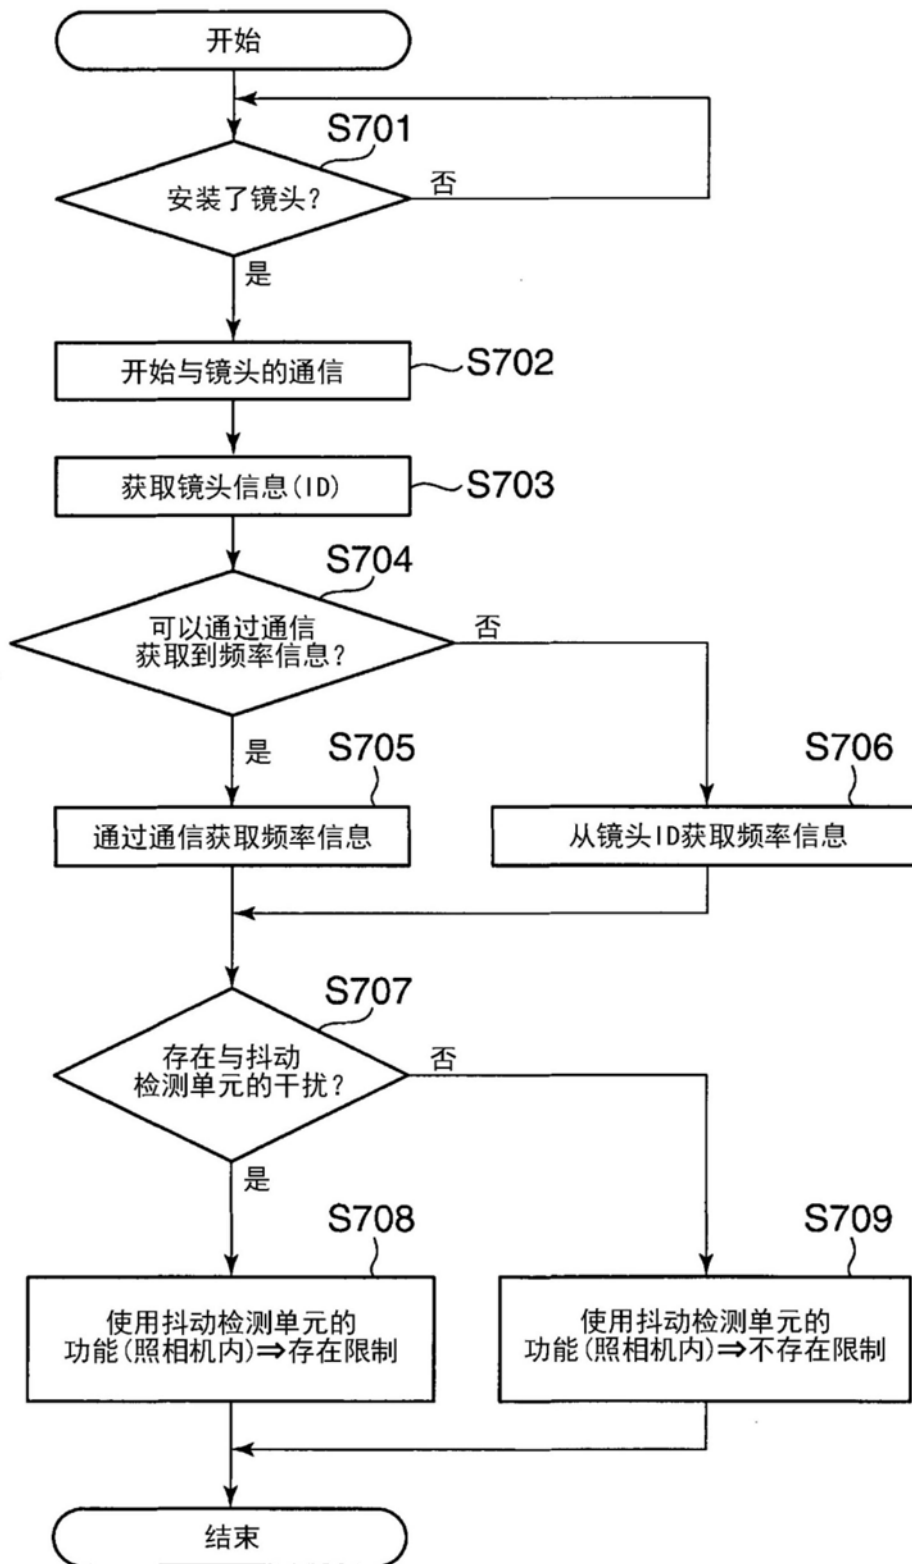 开始
S701
安装了镜头?
否
是
开始与镜头的通信
S702
获取镜头信息(ID)
S703
S704
可以通过通信
获取到频率信息?
否
是
S705
通过通信获取频率信息
S706
从镜头ID获取频率信息
S707
存在与抖动
检测单元的干扰?
否
是
S708
使用抖动检测单元的
功能(照相机内)⇒存在限制
S709
使用抖动检测单元的
功能(照相机内)⇒不存在限制
结束